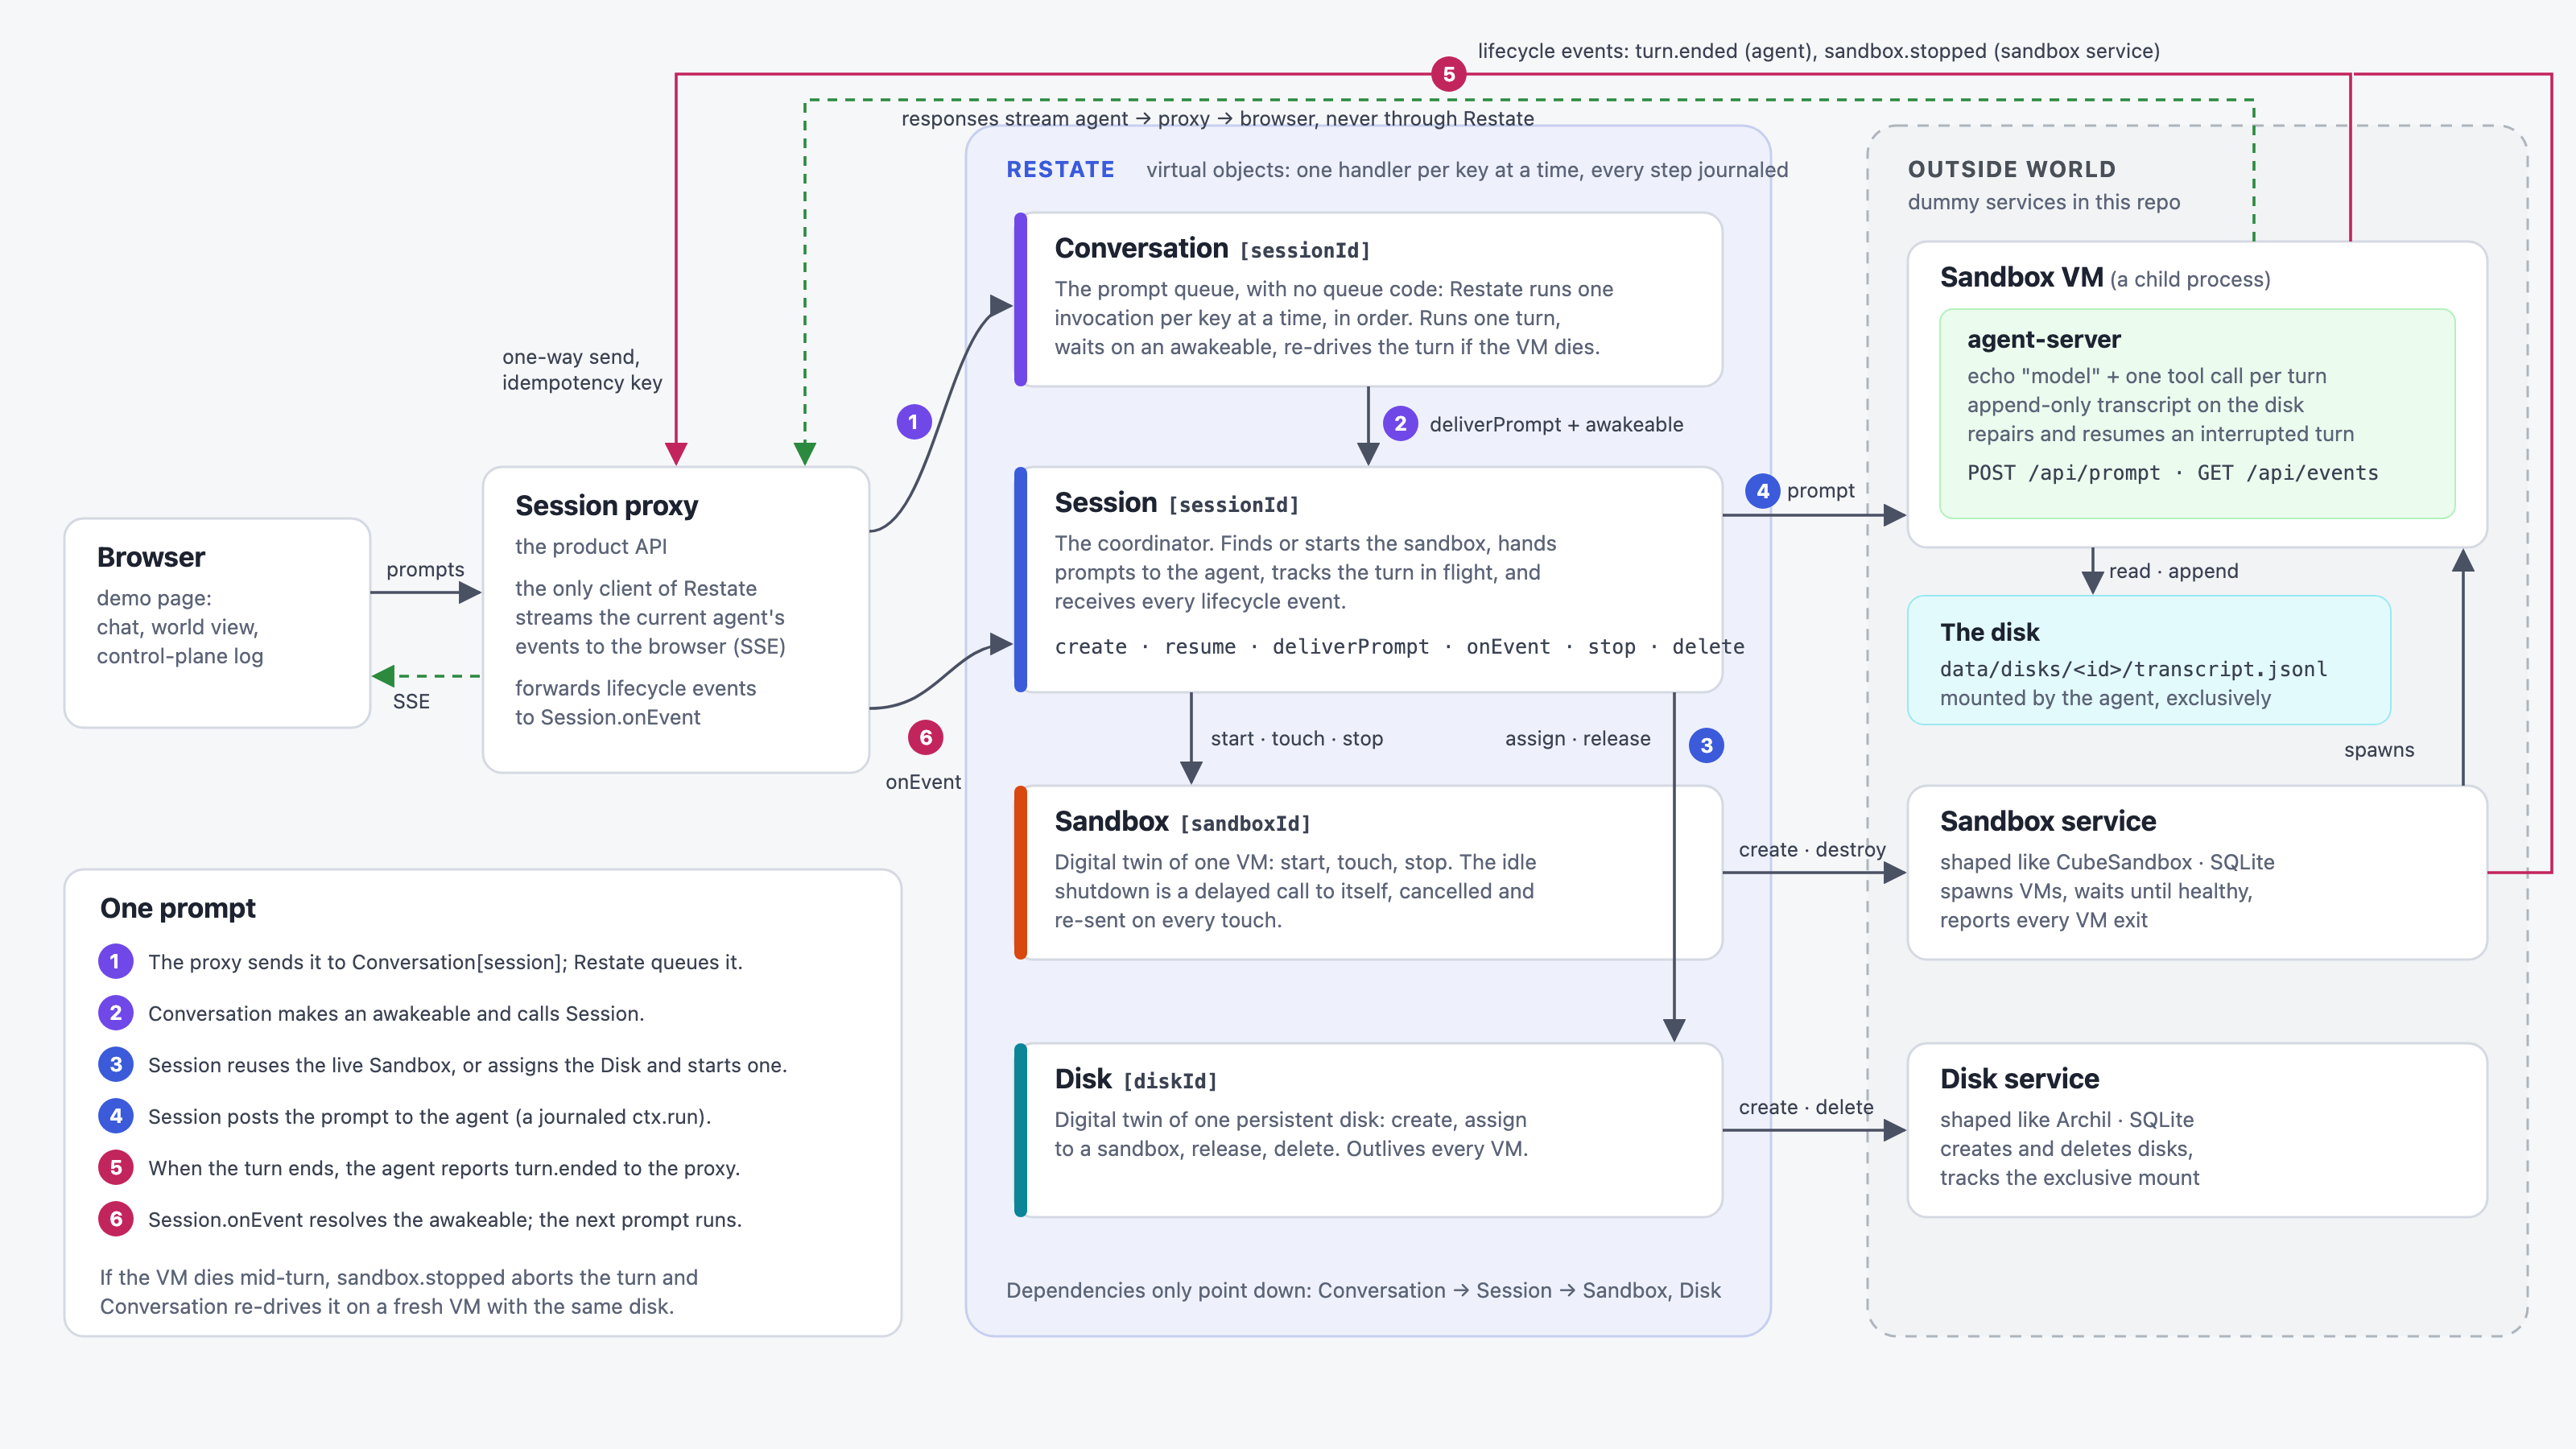 lifecycle events: turn.ended (agent), sandbox.stopped (sandbox service)
5
responses stream agent → proxy → browser, never through Restate
RESTATE virtual objects: one handler per key at a time, every step journaled
Conversation [sessionId]
The prompt queue, with no queue code: Restate runs one
invocation per key at a time, in order. Runs one turn,
waits on an awakeable, re-drives the turn if the VM dies.
one-way send,
idempotency key
1
2 deliverPrompt + awakeable
Browser
demo page:
chat, world view,
control-plane log
prompts
SSE
Session proxy
the product API
the only client of Restate
streams the current agent's
events to the browser (SSE)
forwards lifecycle events
to Session.onEvent
6
onEvent
Session [sessionId]
The coordinator. Finds or starts the sandbox, hands
prompts to the agent, tracks the turn in flight, and
receives every lifecycle event.
create · resume · deliverPrompt · onEvent · stop · delete
4 prompt
start · touch · stop
assign · release
3
Sandbox [sandboxId]
Digital twin of one VM: start, touch, stop. The idle
shutdown is a delayed call to itself, cancelled and
re-sent on every touch.
create · destroy
Disk [diskId]
Digital twin of one persistent disk: create, assign
to a sandbox, release, delete. Outlives every VM.
create · delete
Dependencies only point down: Conversation → Session → Sandbox, Disk
OUTSIDE WORLD
dummy services in this repo
Sandbox VM (a child process)
agent-server
echo "model" + one tool call per turn
append-only transcript on the disk
repairs and resumes an interrupted turn
POST /api/prompt · GET /api/events
read · append
The disk
data/disks/<id>/transcript.jsonl
mounted by the agent, exclusively
spawns
Sandbox service
shaped like CubeSandbox · SQLite
spawns VMs, waits until healthy,
reports every VM exit
Disk service
shaped like Archil · SQLite
creates and deletes disks,
tracks the exclusive mount
One prompt
1 The proxy sends it to Conversation[session]; Restate queues it.
2 Conversation makes an awakeable and calls Session.
3 Session reuses the live Sandbox, or assigns the Disk and starts one.
4 Session posts the prompt to the agent (a journaled ctx.run).
5 When the turn ends, the agent reports turn.ended to the proxy.
6 Session.onEvent resolves the awakeable; the next prompt runs.
If the VM dies mid-turn, sandbox.stopped aborts the turn and
Conversation re-drives it on a fresh VM with the same disk.